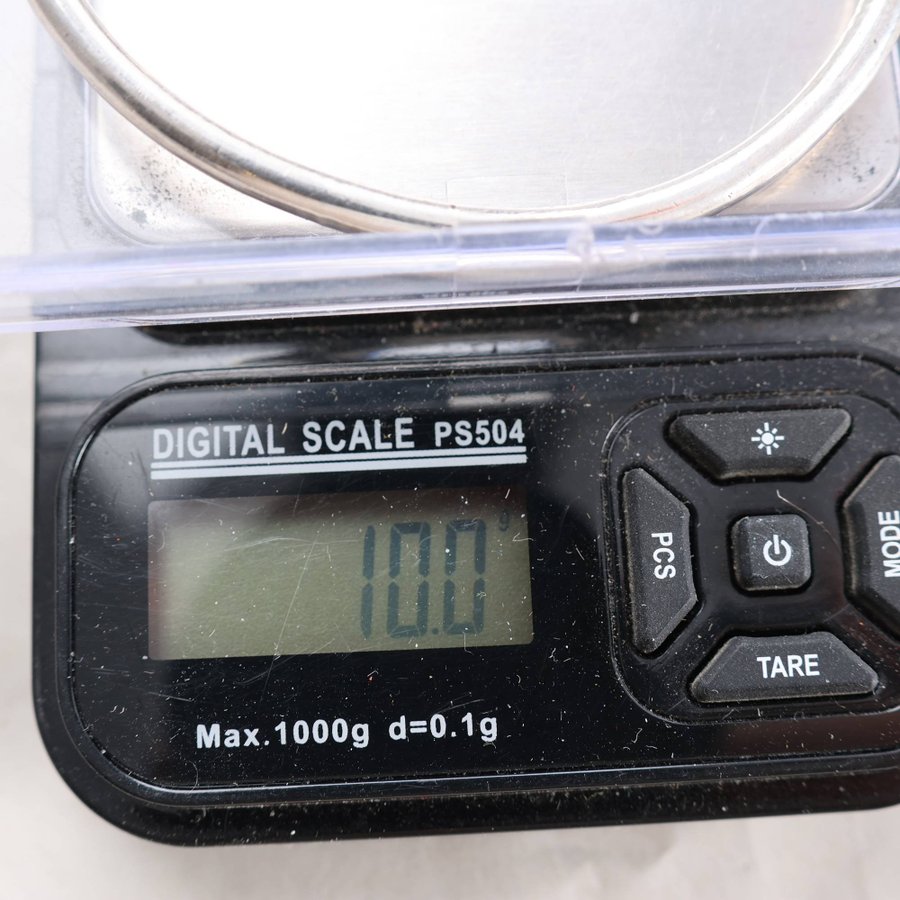 DIGITAL SCALE PS504
10.0 g
PCS
MODE
TARE
Max.1000g d=0.1g